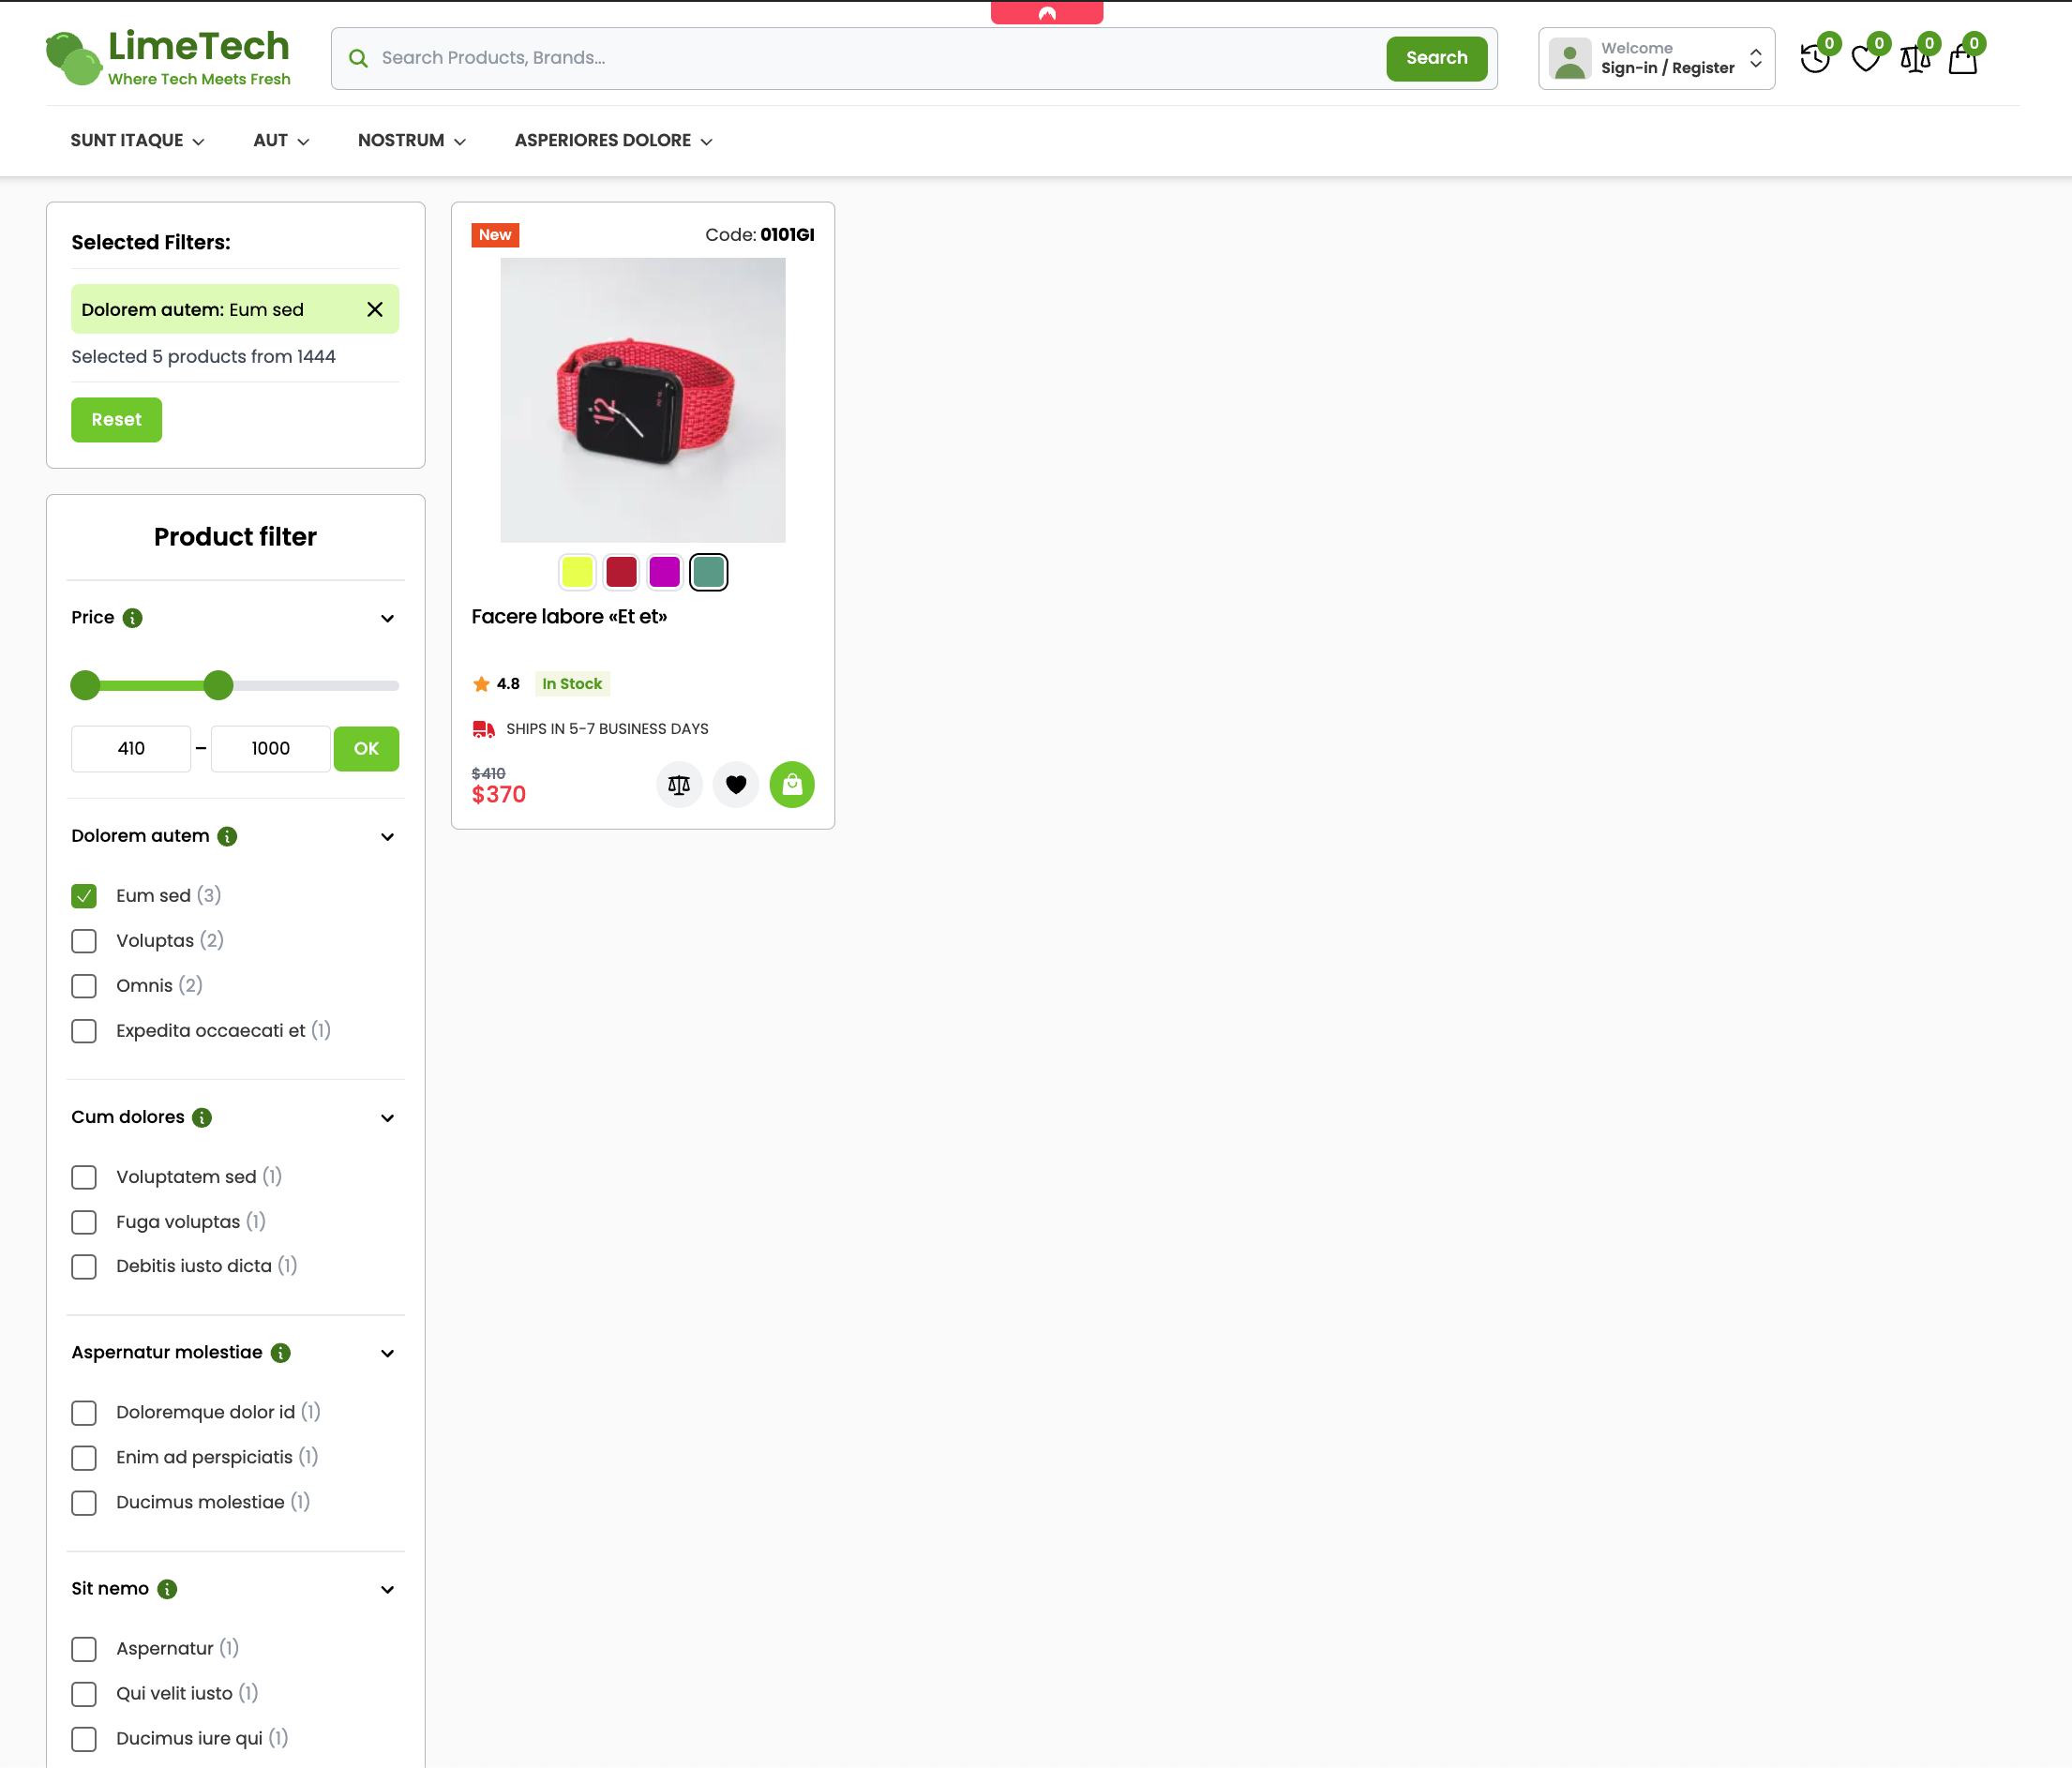 LimeTech
Where Tech Meets Fresh
Search Products, Brands...
Search
Welcome
Sign-in / Register
0
0
0
0
SUNT ITAQUE
AUT
NOSTRUM
ASPERIORES DOLORE
Selected Filters:
Dolorem autem: Eum sed
Selected 5 products from 1444
Reset
Product filter
Price
410 – 1000 OK
Dolorem autem
Eum sed (3)
Voluptas (2)
Omnis (2)
Expedita occaecati et (1)
Cum dolores
Voluptatem sed (1)
Fuga voluptas (1)
Debitis iusto dicta (1)
Aspernatur molestiae
Doloremque dolor id (1)
Enim ad perspiciatis (1)
Ducimus molestiae (1)
Sit nemo
Aspernatur (1)
Qui velit iusto (1)
Ducimus iure qui (1)
New
Code: 0101GI
12
Facere labore «Et et»
4.8 In Stock
SHIPS IN 5-7 BUSINESS DAYS
$410
$370